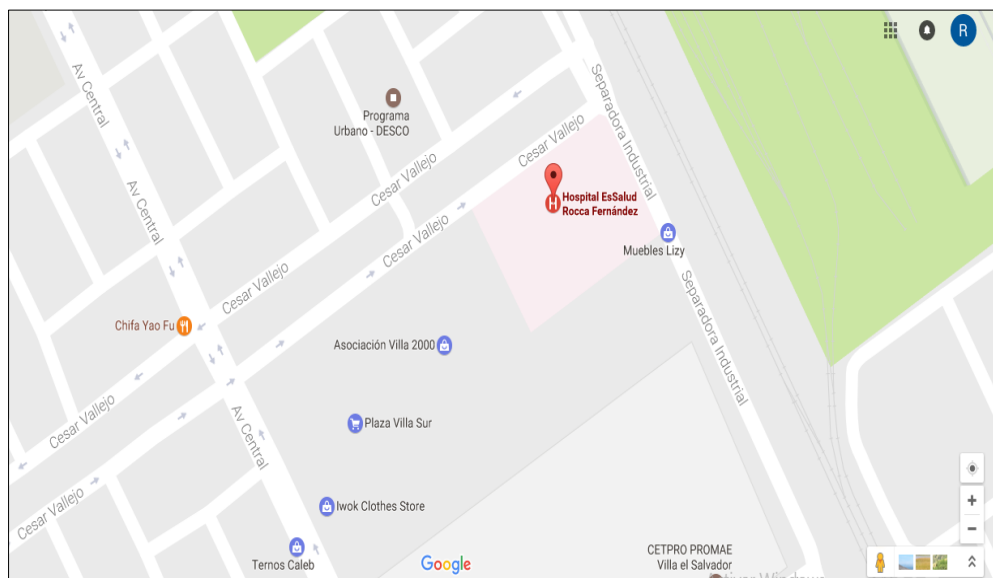 R
Av Central
Programa
Urbano - DESCO
Separadora Industrial
Cesar Vallejo
Cesar Vallejo
H
Hospital EsSalud
Rocca Fernández
Av Central
Cesar Vallejo
Muebles Lizy
Cesar Vallejo
Chifa Yao Fu
Separadora Industrial
Asociación Villa 2000
Cesar Vallejo
Av Central
Plaza Villa Sur
Cesar Vallejo
Iwok Clothes Store
Ternos Caleb
Google
CETPRO PROMAE
Villa el Salvador